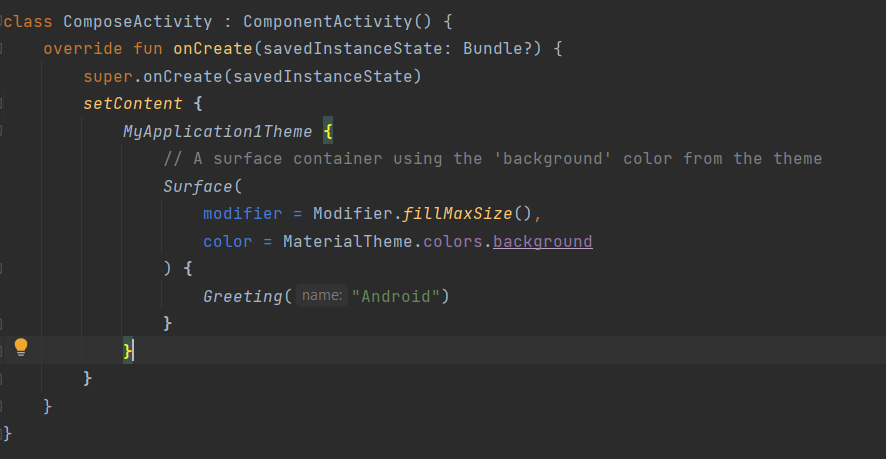 class ComposeActivity : ComponentActivity() {
    override fun onCreate(savedInstanceState: Bundle?) {
        super.onCreate(savedInstanceState)
        setContent {
            MyApplication1Theme {
                // A surface container using the 'background' color from the theme
                Surface(
                    modifier = Modifier.fillMaxSize(),
                    color = MaterialTheme.colors.background
                ) {
                    Greeting( name: "Android")
                }
            }
        }
    }
}